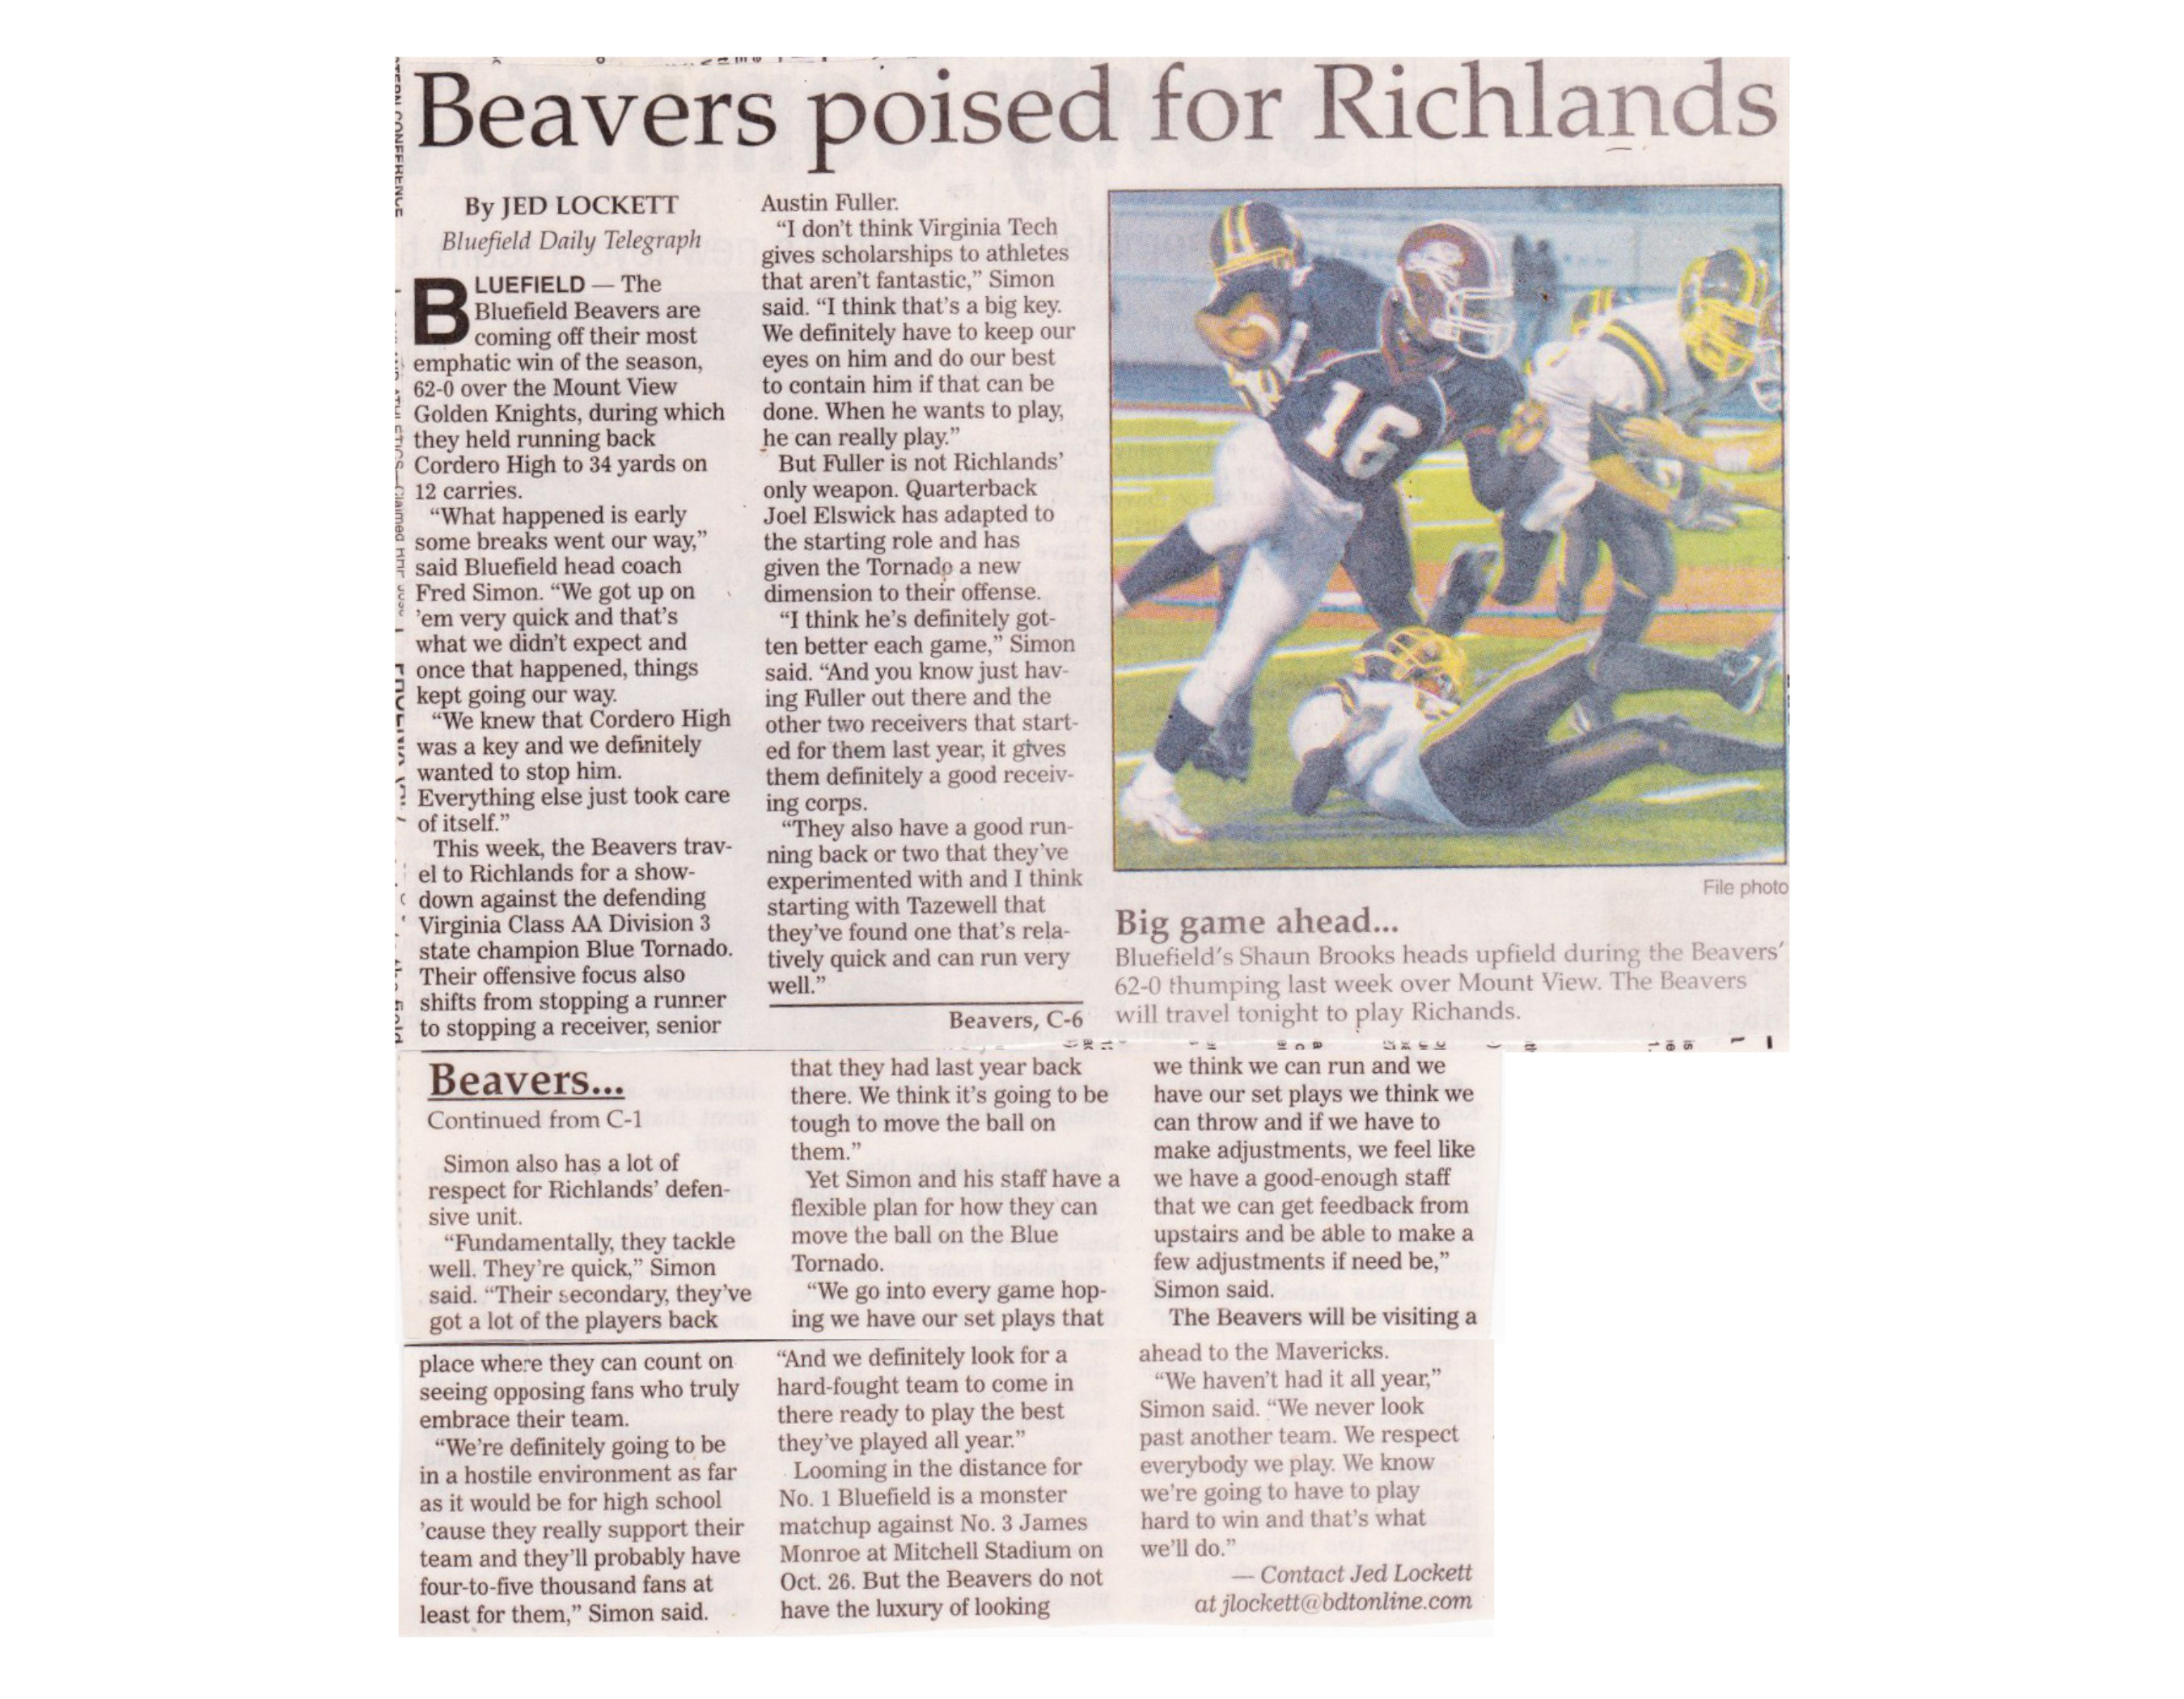 Beavers poised for Richlands
By JED LOCKETT
Bluefield Daily Telegraph
BLUEFIELD — The
Bluefield Beavers are
coming off their most
emphatic win of the season,
62-0 over the Mount View
Golden Knights, during which
they held running back
Cordero High to 34 yards on
12 carries.
“What happened is early
some breaks went our way,”
said Bluefield head coach
Fred Simon. “We got up on
’em very quick and that’s
what we didn’t expect and
once that happened, things
kept going our way.
“We knew that Cordero High
was a key and we definitely
wanted to stop him.
Everything else just took care
of itself.”
This week, the Beavers trav-
el to Richlands for a show-
down against the defending
Virginia Class AA Division 3
state champion Blue Tornado.
Their offensive focus also
shifts from stopping a runner
to stopping a receiver, senior
Austin Fuller.
“I don’t think Virginia Tech
gives scholarships to athletes
that aren’t fantastic,” Simon
said. “I think that’s a big key.
We definitely have to keep our
eyes on him and do our best
to contain him if that can be
done. When he wants to play,
he can really play.”
But Fuller is not Richlands’
only weapon. Quarterback
Joel Elswick has adapted to
the starting role and has
given the Tornado a new
dimension to their offense.
“I think he’s definitely got-
ten better each game,” Simon
said. “And you know just hav-
ing Fuller out there and the
other two receivers that start-
ed for them last year, it gives
them definitely a good receiv-
ing corps.
“They also have a good run-
ning back or two that they’ve
experimented with and I think
starting with Tazewell that
they’ve found one that’s rela-
tively quick and can run very
well.”
Beavers, C-6
16
File photo
Big game ahead...
Bluefield’s Shaun Brooks heads upfield during the Beavers’
62-0 thumping last week over Mount View. The Beavers
will travel tonight to play Richands.
Beavers...
Continued from C-1
Simon also has a lot of
respect for Richlands’ defen-
sive unit.
“Fundamentally, they tackle
well. They’re quick,” Simon
said. “Their secondary, they’ve
got a lot of the players back
that they had last year back
there. We think it’s going to be
tough to move the ball on
them.”
Yet Simon and his staff have a
flexible plan for how they can
move the ball on the Blue
Tornado.
“We go into every game hop-
ing we have our set plays that
we think we can run and we
have our set plays we think we
can throw and if we have to
make adjustments, we feel like
we have a good-enough staff
that we can get feedback from
upstairs and be able to make a
few adjustments if need be,”
Simon said.
The Beavers will be visiting a
place where they can count on
seeing opposing fans who truly
embrace their team.
“We’re definitely going to be
in a hostile environment as far
as it would be for high school
’cause they really support their
team and they’ll probably have
four-to-five thousand fans at
least for them,” Simon said.
“And we definitely look for a
hard-fought team to come in
there ready to play the best
they’ve played all year.”
Looming in the distance for
No. 1 Bluefield is a monster
matchup against No. 3 James
Monroe at Mitchell Stadium on
Oct. 26. But the Beavers do not
have the luxury of looking
ahead to the Mavericks.
“We haven’t had it all year,”
Simon said. “We never look
past another team. We respect
everybody we play. We know
we’re going to have to play
hard to win and that’s what
we’ll do.”
— Contact Jed Lockett
at jlockett@bdtonline.com